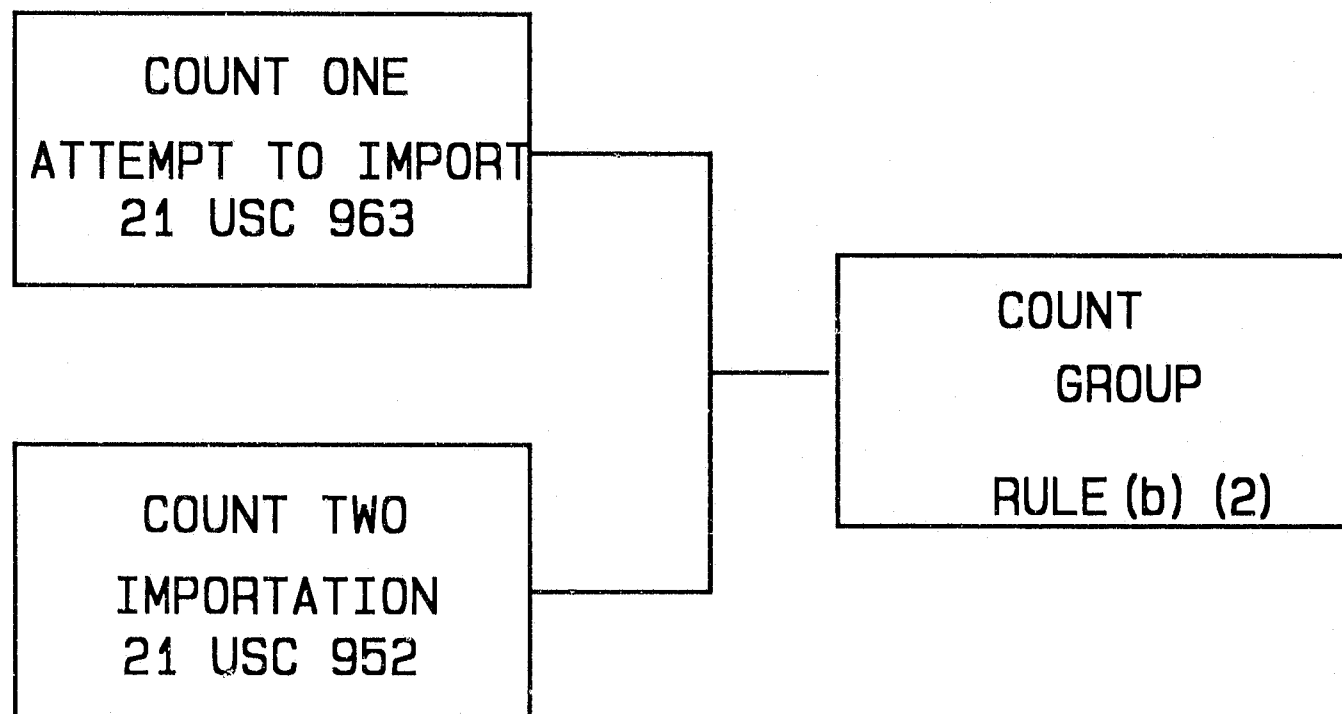 COUNT ONE
ATTEMPT TO IMPORT
21 USC 963
COUNT TWO
IMPORTATION
21 USC 952
COUNT
GROUP
RULE (b) (2)